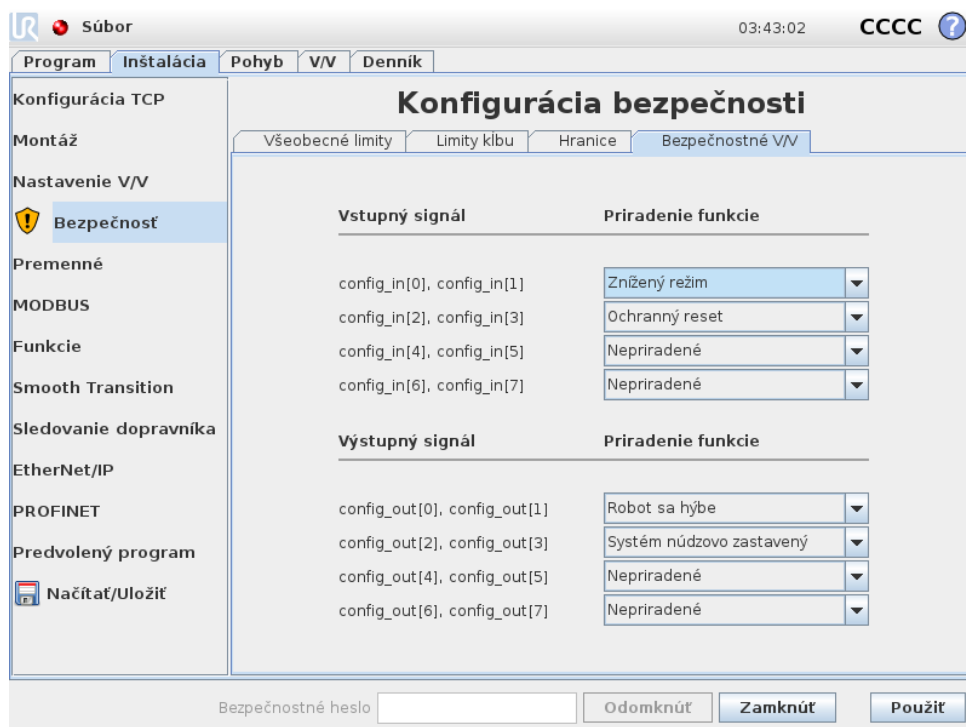 UR Súbor 03:43:02 CCCC ?
Program Inštalácia Pohyb V/V Denník
Konfigurácia TCP
Montáž
Nastavenie V/V
Bezpečnosť
Premenné
MODBUS
Funkcie
Smooth Transition
Sledovanie dopravníka
EtherNet/IP
PROFINET
Predvolený program
Načítať/Uložiť
Konfigurácia bezpečnosti
Všeobecné limity Limity kĺbu Hranice Bezpečnostné V/V
Vstupný signál Priradenie funkcie
config_in[0], config_in[1] Znížený režim
config_in[2], config_in[3] Ochranný reset
config_in[4], config_in[5] Nepriradené
config_in[6], config_in[7] Nepriradené
Výstupný signál Priradenie funkcie
config_out[0], config_out[1] Robot sa hýbe
config_out[2], config_out[3] Systém núdzovo zastavený
config_out[4], config_out[5] Nepriradené
config_out[6], config_out[7] Nepriradené
Bezpečnostné heslo Odomknúť Zamknúť Použiť